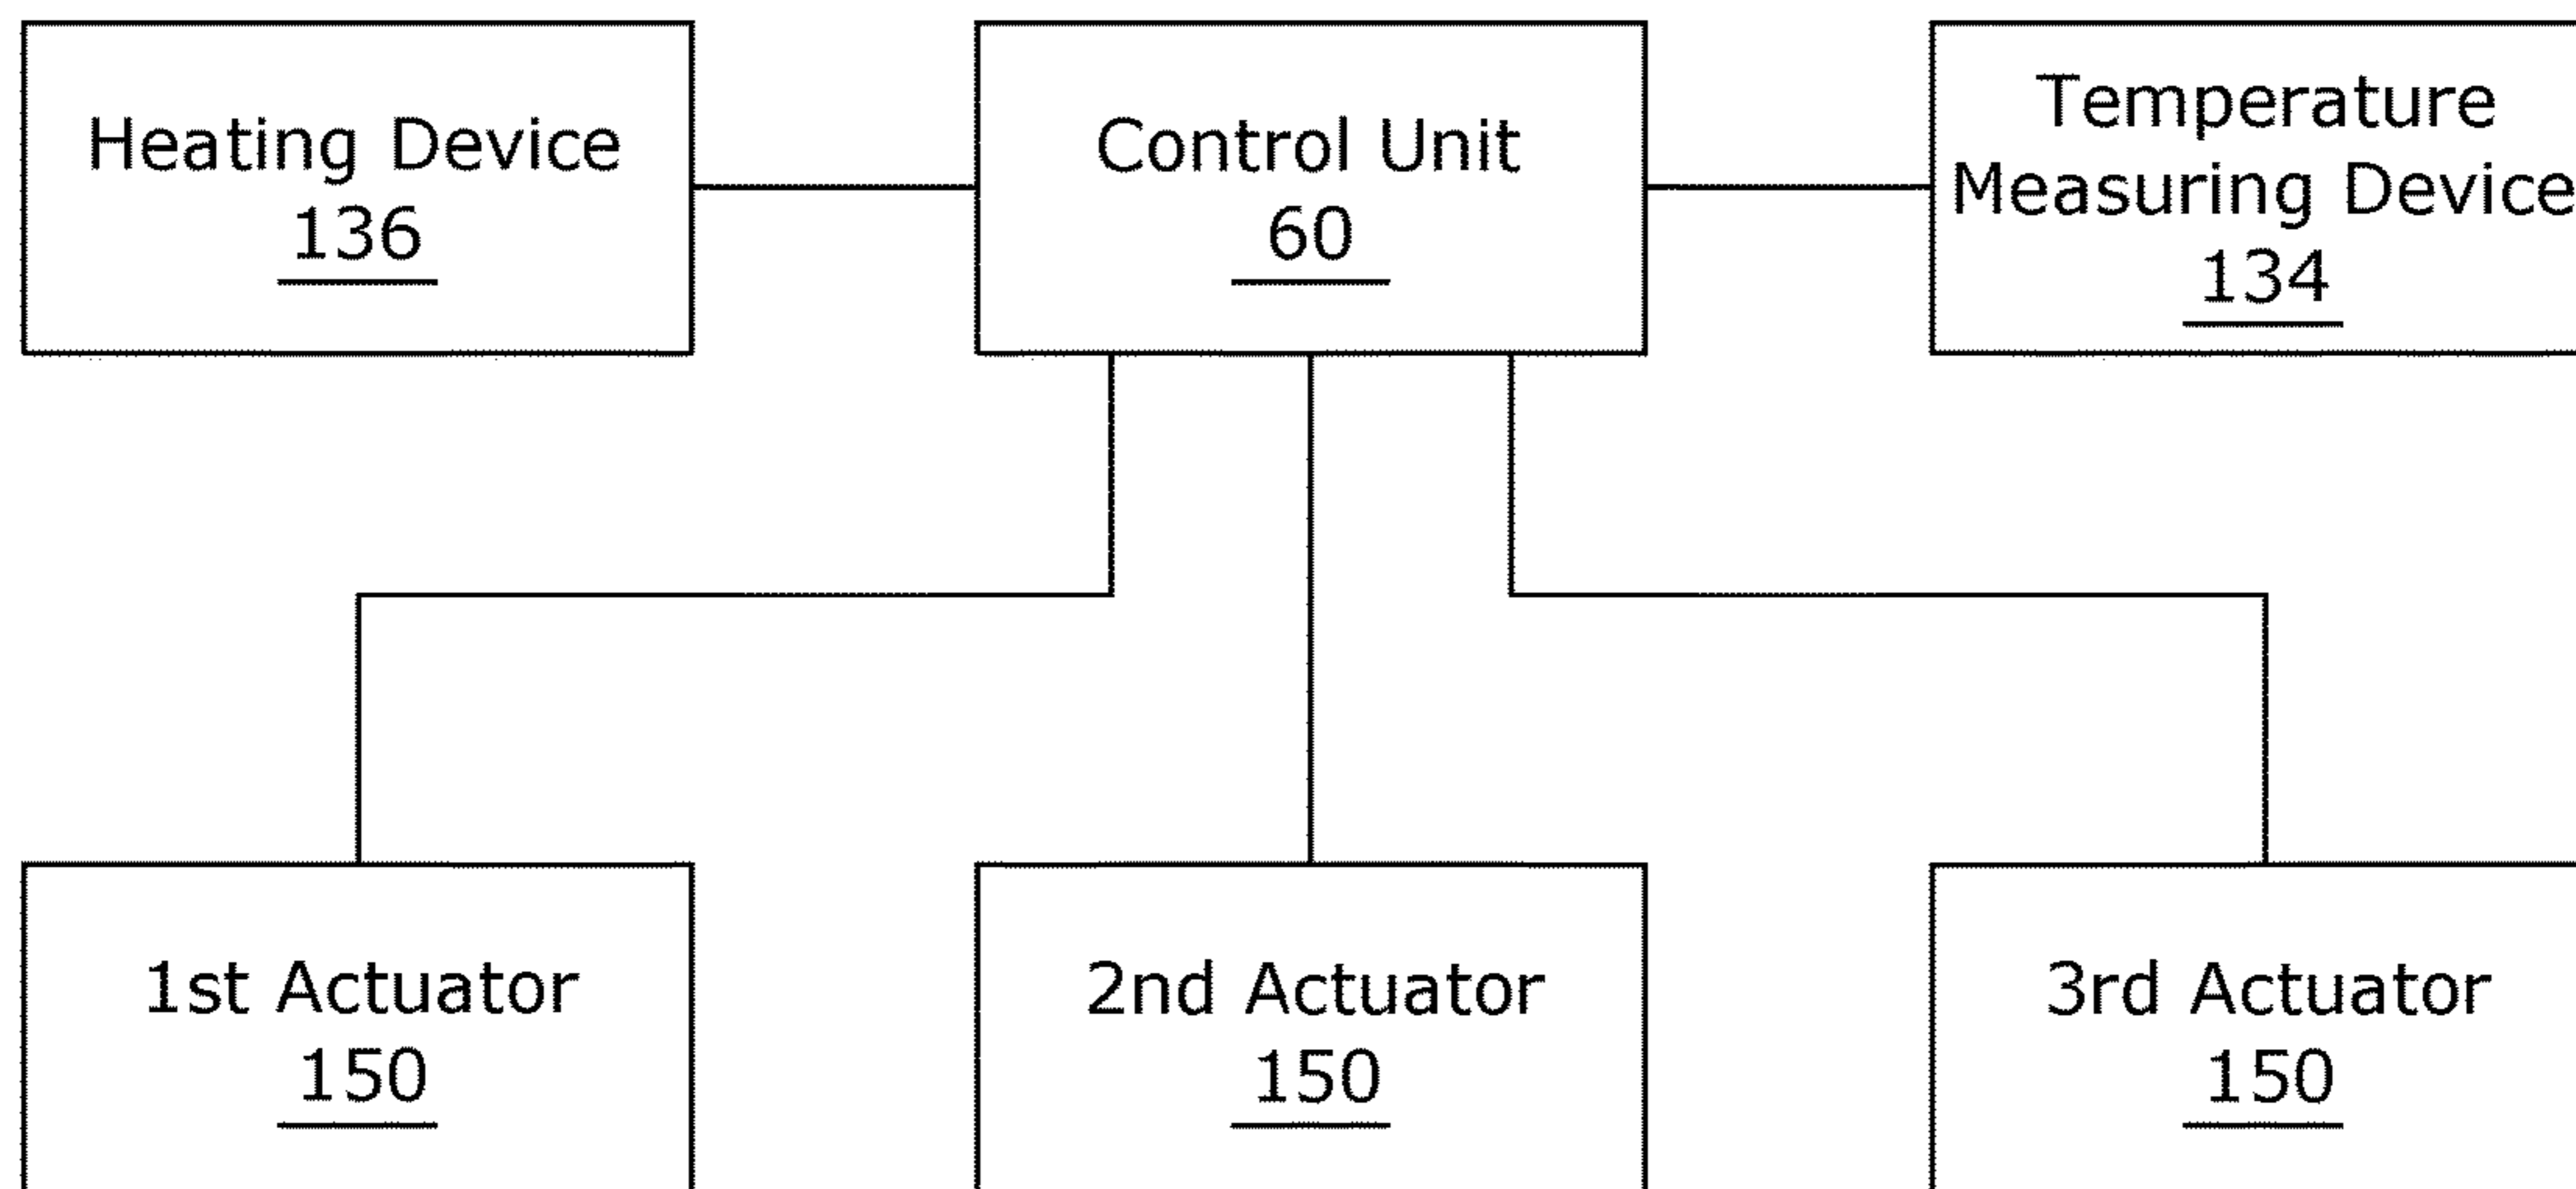 Heating Device
136
Control Unit
60
Temperature
Measuring Device
134
1st Actuator
150
2nd Actuator
150
3rd Actuator
150